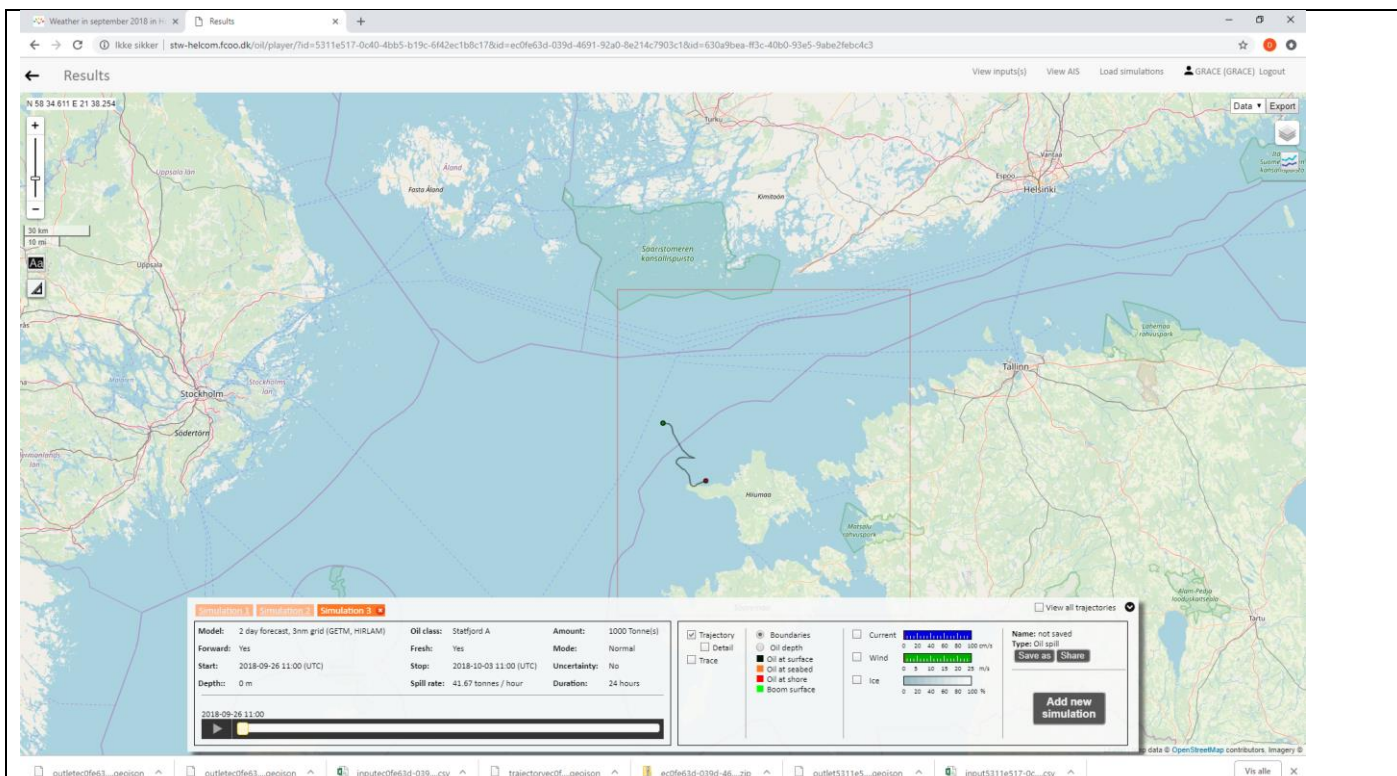 Weather in september 2018 in H
Results
Ikke sikker | stw-helcom.fcoo.dk/oil/player/?id=5311e517-0c40-4bb5-b19c-6f42ec1b8c17&id=ec0fe63d-039d-4691-92a0-8e214c7903c1&id=630a9bea-ff3c-40b0-93e5-9abe2febc4c3
Results
View inputs(s) View AIS Load simulations GRACE (GRACE) Logout
N 58 34.611 E 21 38.254
Data Export
30 km
10 mi
Aa
Uppsala län
Uppsala
Åland
Fasta Åland
Turku
Kimitoön
Espoo
Vantaa
Helsinki
Saaristomeren
kansallispuisto
Stockholm
Stockholms
län
Södertörn
Tallinn
Lahemaa
rahvuspark
Hiiumaa
Matsalu
rahvuspark
Alam-Pedja
looduskaitseala
Tartu
Simulation 1 Simulation 2 Simulation 3
View all trajectories
Model: 2 day forecast, 3nm grid (GETM, HIRLAM) Oil class: Statfjord A Amount: 1000 Tonne(s)
Forward: Yes Fresh: Yes Mode: Normal
Start: 2018-09-26 11:00 (UTC) Stop: 2018-10-03 11:00 (UTC) Uncertainty: No
Depth:: 0 m Spill rate: 41.67 tonnes / hour Duration: 24 hours
2018-09-26 11:00
Trajectory
Detail
Trace
Boundaries
Oil depth
Oil at surface
Oil at seabed
Oil at shore
Boom surface
Current
0 20 40 60 80 100 cm/s
Wind
0 5 10 15 20 25 m/s
Ice
0 20 40 60 80 100 %
Name: not saved
Type: Oil spill
Save as Share
Add new
simulation
data © OpenStreetMap contributors, Imagery ©
outletec0fe63....geojson outletec0fe63....geojson inputec0fe63d-039....csv trajectoryec0f....geojson ec0fe63d-039d-46....zip outlet5311e5....geojson input5311e517-0c....csv Vis alle